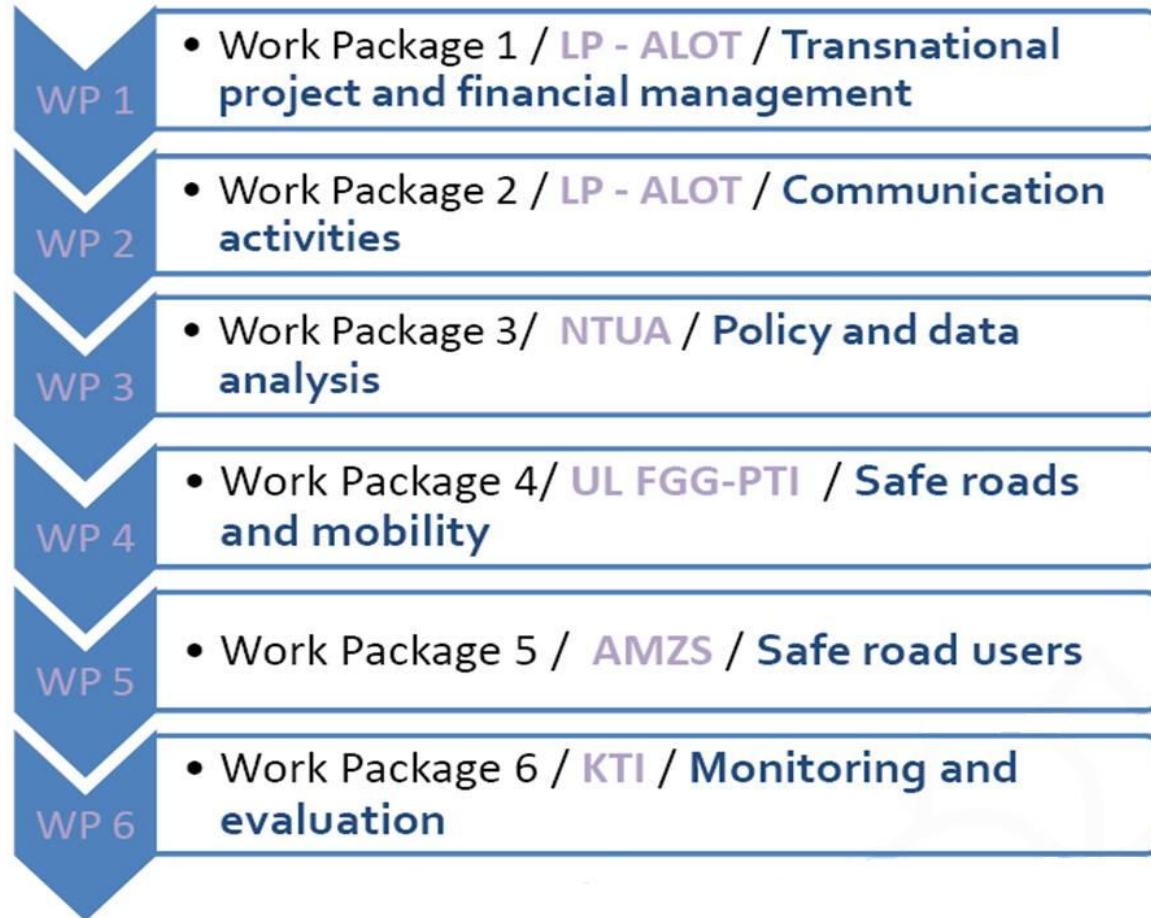 WP 1
• Work Package 1 / LP - ALOT / Transnational
project and financial management
WP 2
• Work Package 2 / LP - ALOT / Communication
activities
WP 3
• Work Package 3/ NTUA / Policy and data
analysis
WP 4
• Work Package 4/ UL FGG-PTI / Safe roads
and mobility
WP 5
• Work Package 5 / AMZS / Safe road users
WP 6
• Work Package 6 / KTI / Monitoring and
evaluation